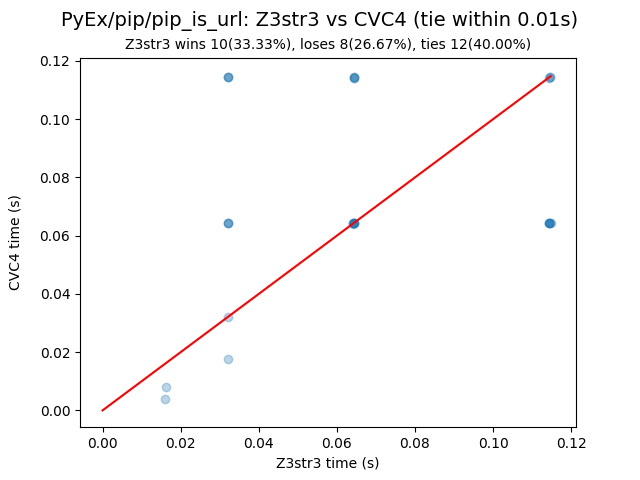 PyEx/pip/pip_is_url: Z3str3 vs CVC4 (tie within 0.01s)
Z3str3 wins 10(33.33%), loses 8(26.67%), ties 12(40.00%)
0.12
0.10
0.08
0.06
0.04
0.02
0.00
CVC4 time (s)
0.00 0.02 0.04 0.06 0.08 0.10 0.12
Z3str3 time (s)